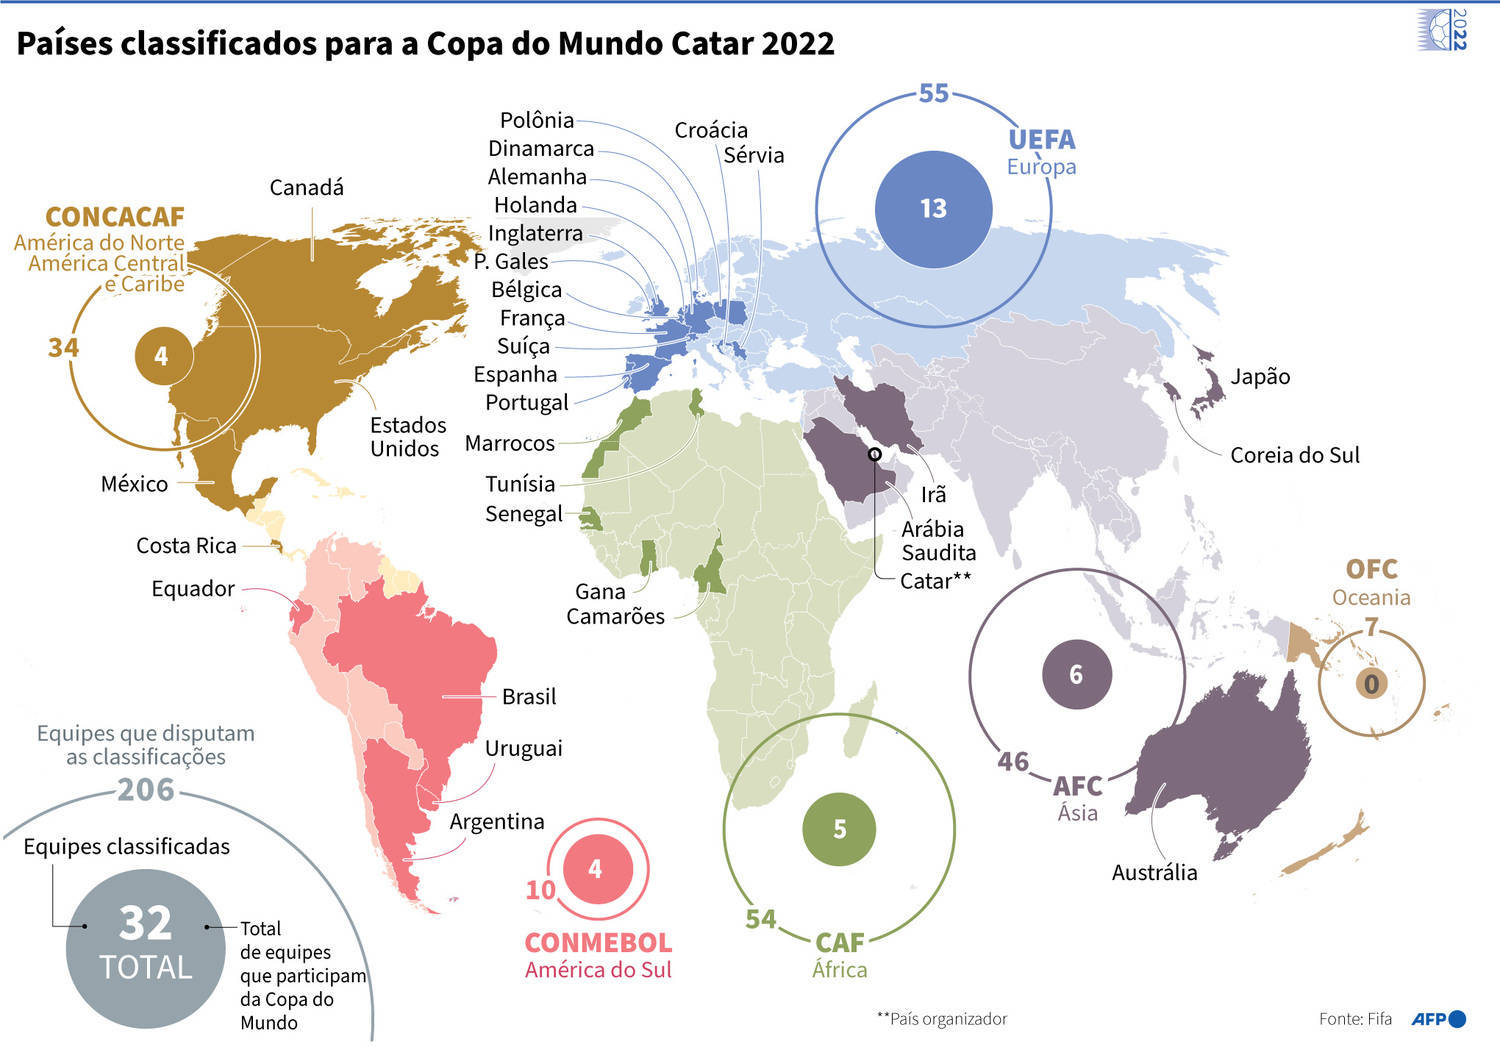 Países classificados para a Copa do Mundo Catar 2022
2022
CONCACAF
América do Norte
América Central
e Caribe
34
4
Canadá
Estados
Unidos
México
Costa Rica
Equador
Brasil
Uruguai
Argentina
10
4
CONMEBOL
América do Sul
Polônia
Dinamarca
Alemanha
Holanda
Inglaterra
P. Gales
Bélgica
França
Suíça
Espanha
Portugal
Croácia
Sérvia
55
UEFA
Europa
13
Marrocos
Tunísia
Senegal
Gana
Camarões
5
54
CAF
África
Japão
Coreia do Sul
Irã
Arábia
Saudita
Catar**
6
46
AFC
Ásia
Austrália
OFC
Oceania
7
0
Equipes que disputam
as classificações
206
Equipes classificadas
32
TOTAL
Total
de equipes
que participam
da Copa do
Mundo
**País organizador
Fonte: Fifa
AFP